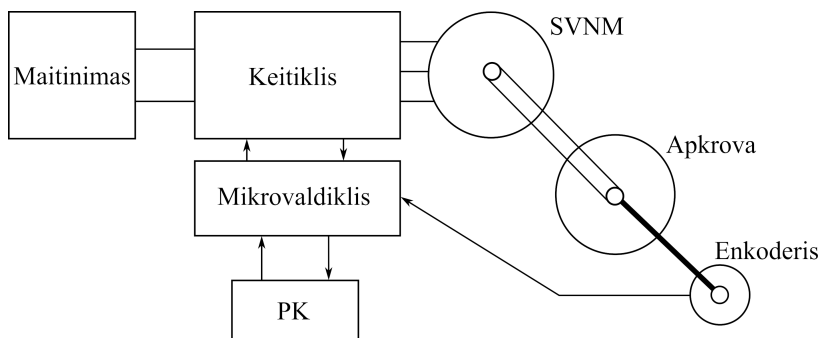 SVNM
Maitinimas
Keitiklis
Apkrova
Mikrovaldiklis
Enkoderis
PK